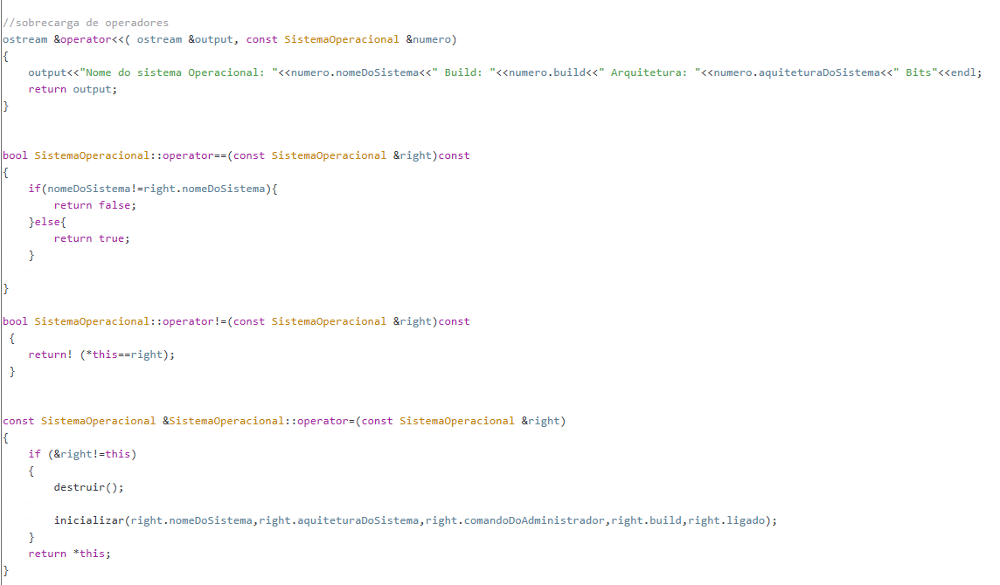 //sobrecarga de operadores
ostream &operator<<( ostream &output, const SistemaOperacional &numero)
{
    output<<"Nome do sistema Operacional: "<<numero.nomeDoSistema<<" Build: "<<numero.build<<" Arquitetura: "<<numero.aquiteturaDoSistema<<" Bits"<<endl;
    return output;
}
bool SistemaOperacional::operator==(const SistemaOperacional &right)const
{
    if(nomeDoSistema!=right.nomeDoSistema){
        return false;
    }else{
        return true;
    }
}
bool SistemaOperacional::operator!=(const SistemaOperacional &right)const
 {
    return! (*this==right);
 }
const SistemaOperacional &SistemaOperacional::operator=(const SistemaOperacional &right)
{
    if (&right!=this)
    {
        destruir();
        inicializar(right.nomeDoSistema,right.aquiteturaDoSistema,right.comandoDoAdministrador,right.build,right.ligado);
    }
    return *this;
}